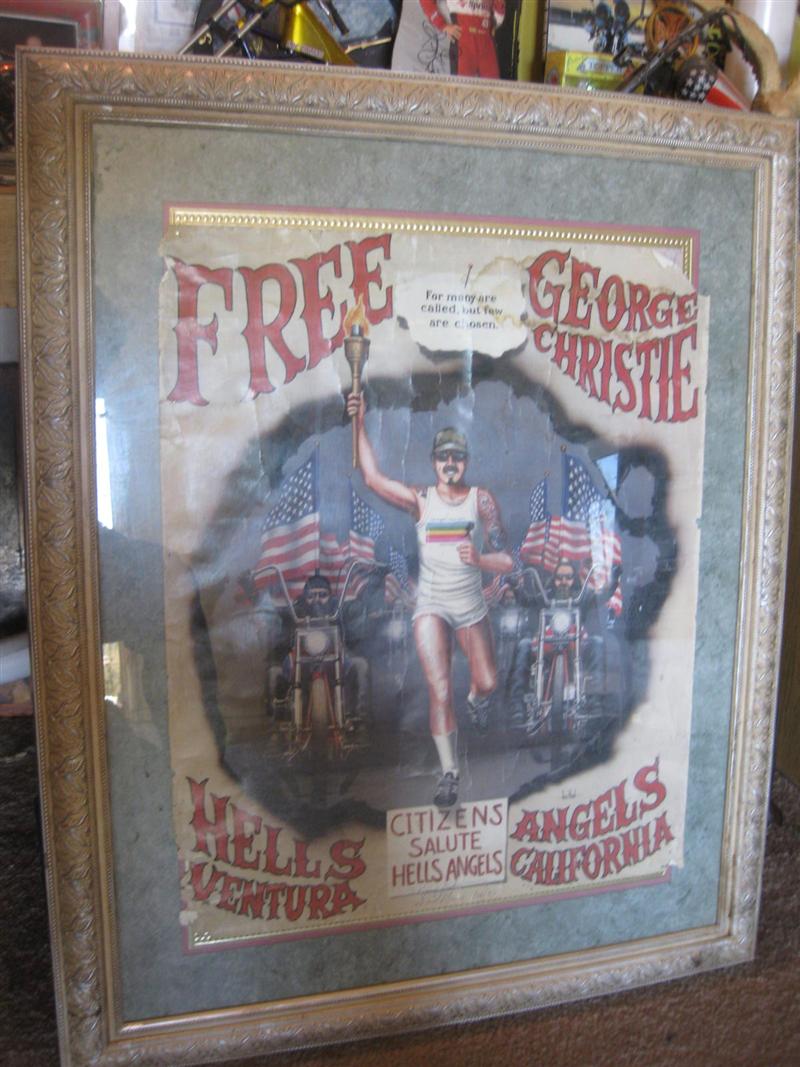 FREE
For many are
called, but few
are chosen.
GEORGE
CHRISTIE
HELLS
VENTURA
CITIZENS
SALUTE
HELLS ANGELS
ANGELS
CALIFORNIA